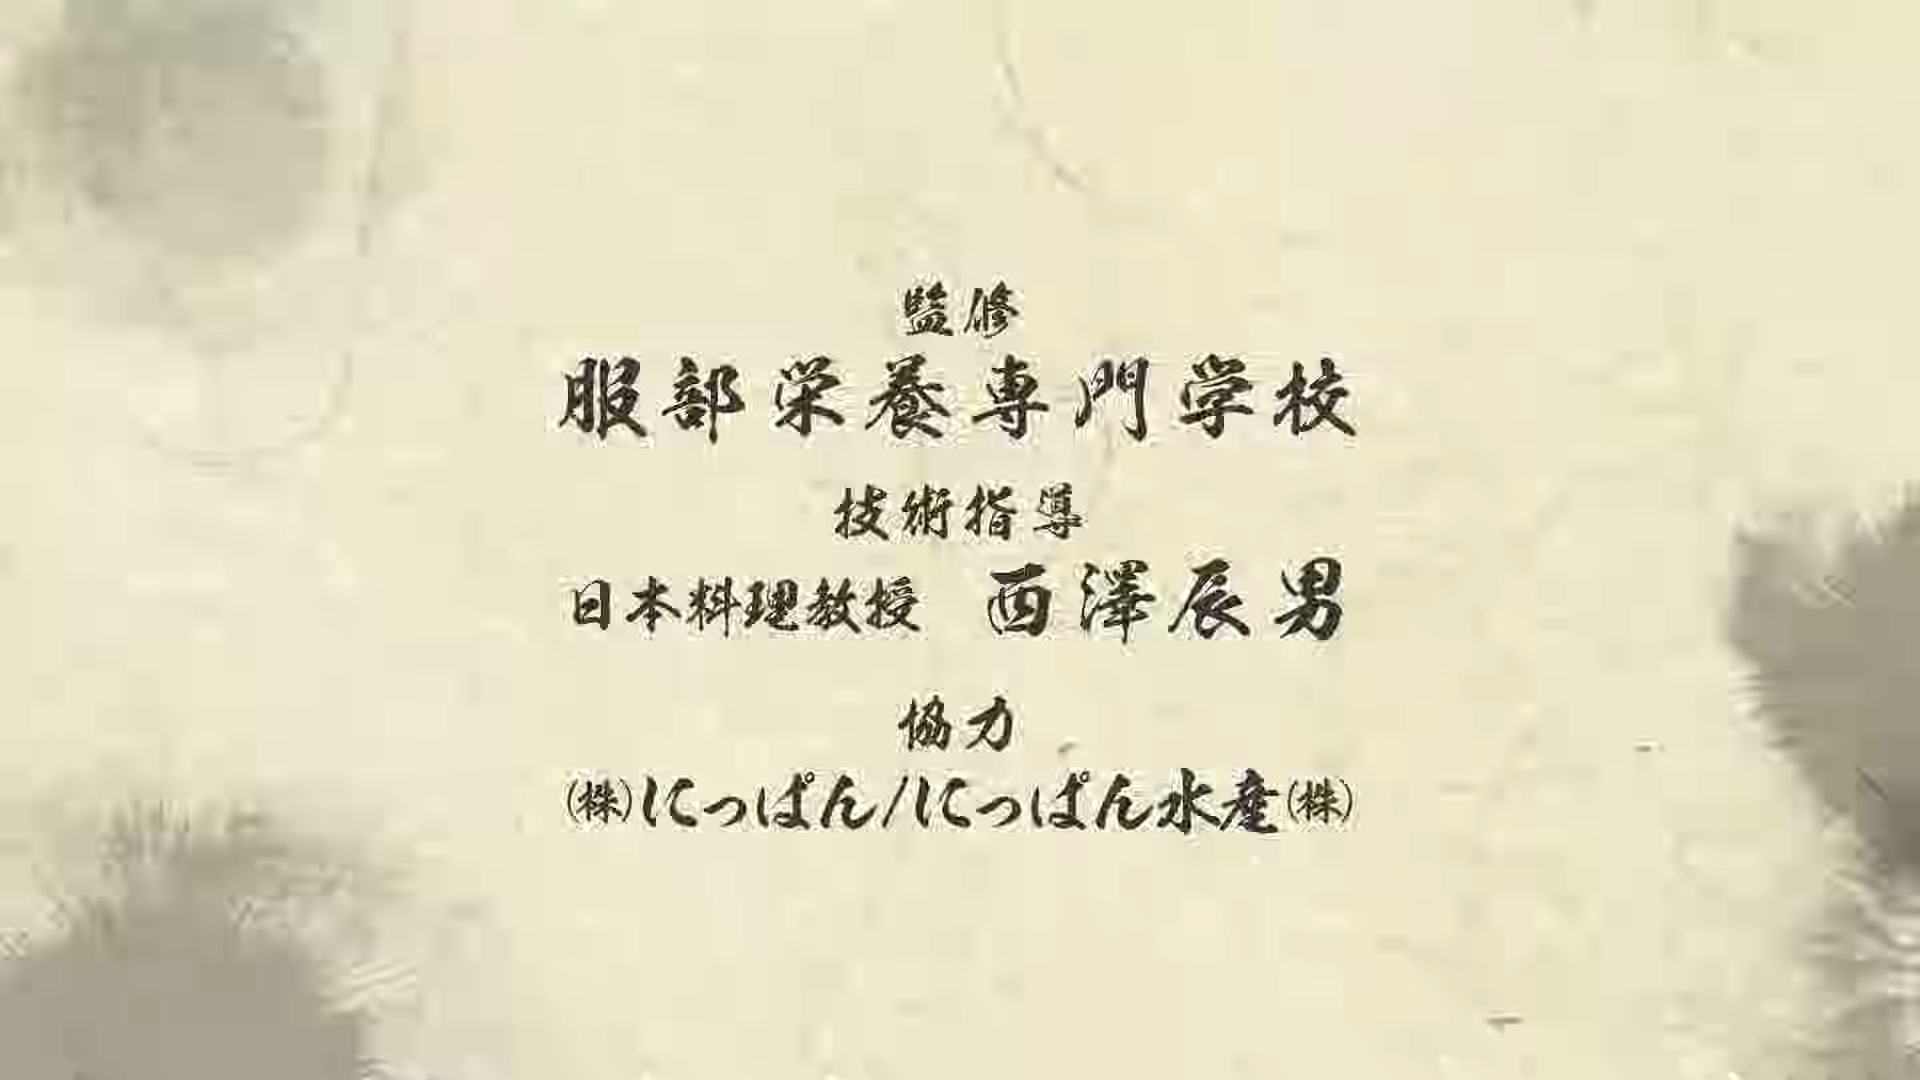 監修
服部栄養専門学校
技術指導
日本料理教授 西澤辰男
協力
㈱にっぱん/にっぱん水産㈱